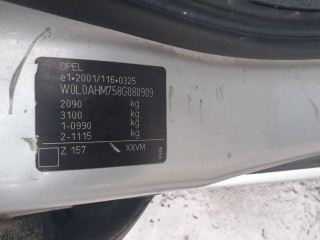 OPEL
e1*2001/116*0325
W0L0AHM758G080909
2090 kg
3100 kg
1-0990 kg
2-1115 kg
Z 157 XXVM